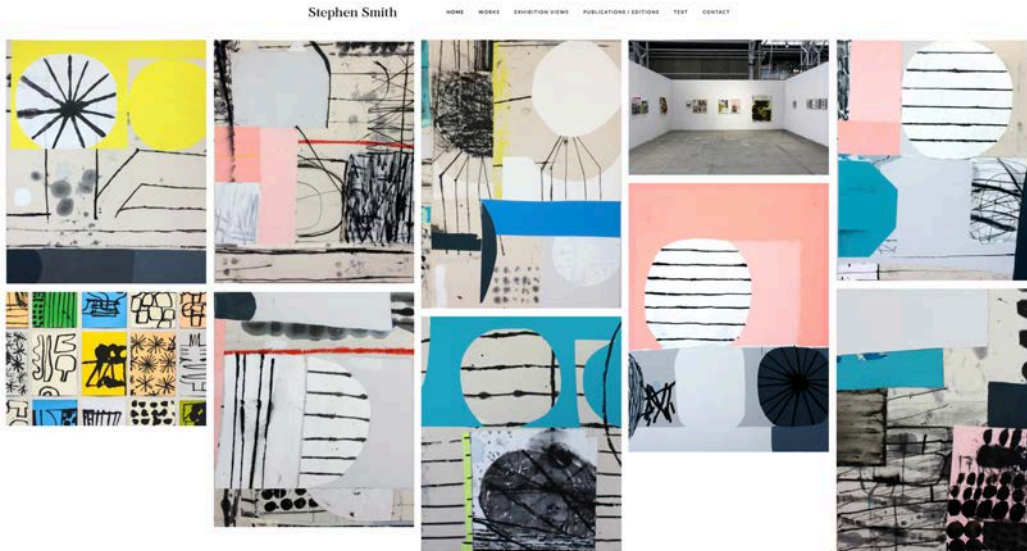 Stephen Smith
HOME WORKS EXHIBITION VIEWS PUBLICATIONS / EDITIONS TEXT CONTACT